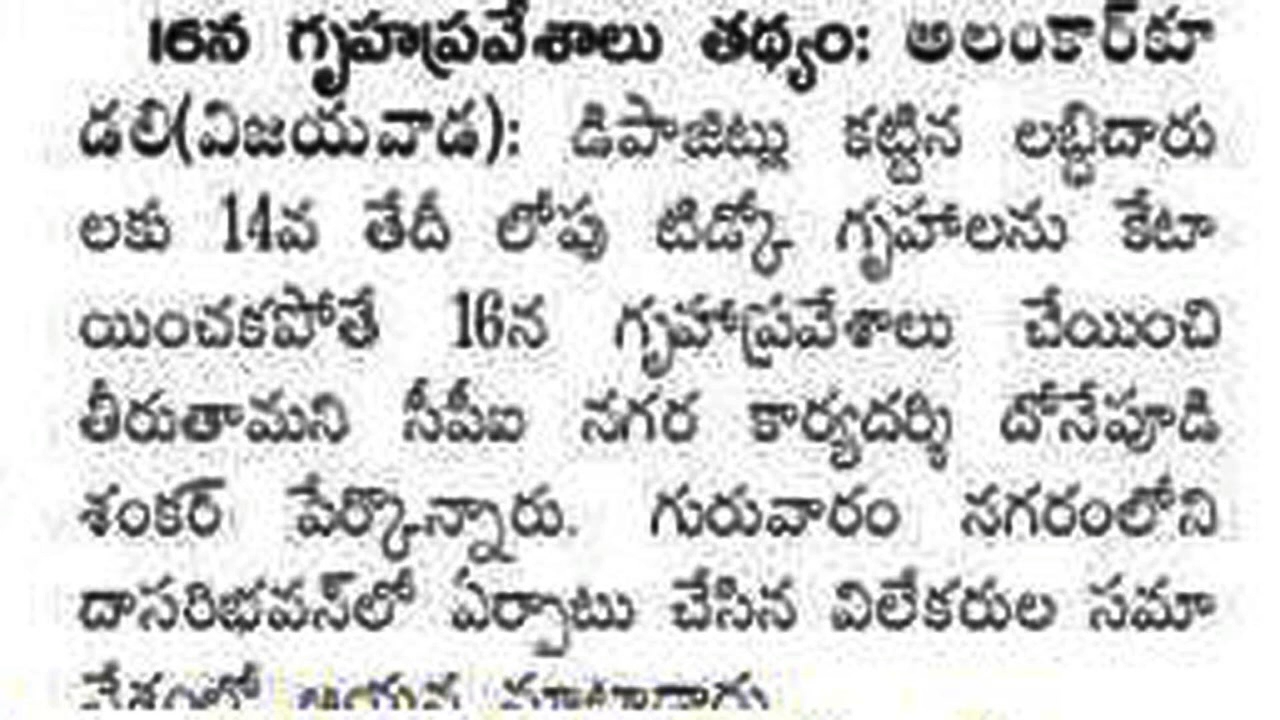 16న గృహప్రవేశాలు తథ్యం: అలంకార్‌కూ
డలి(విజయవాడ): డిపాజిట్లు కట్టిన లబ్ధిదారు
లకు 14వ తేదీ లోపు టిడ్కో గృహాలను కేటా
యించకపోతే 16న గృహాప్రవేశాలు చేయించి
తీరుతామని సీపీఐ నగర కార్యదర్శి దోనేపూడి
శంకర్ పేర్కొన్నారు. గురువారం నగరంలోని
దాసరిభవన్‌లో ఏర్పాటు చేసిన విలేకరుల సమా
వేశంలో ఆయన మాట్లాడారు